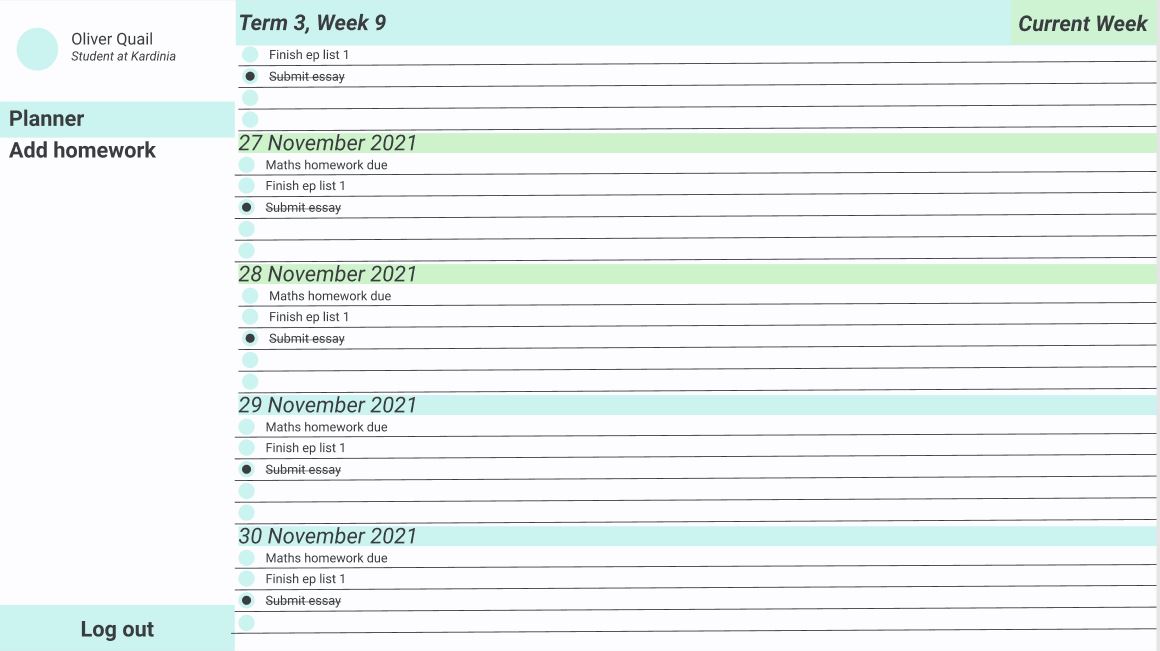 Oliver Quail
Student at Kardinia
Planner
Add homework
Log out
Term 3, Week 9
Current Week
Finish ep list 1
Submit essay
27 November 2021
Maths homework due
Finish ep list 1
Submit essay
28 November 2021
Maths homework due
Finish ep list 1
Submit essay
29 November 2021
Maths homework due
Finish ep list 1
Submit essay
30 November 2021
Maths homework due
Finish ep list 1
Submit essay